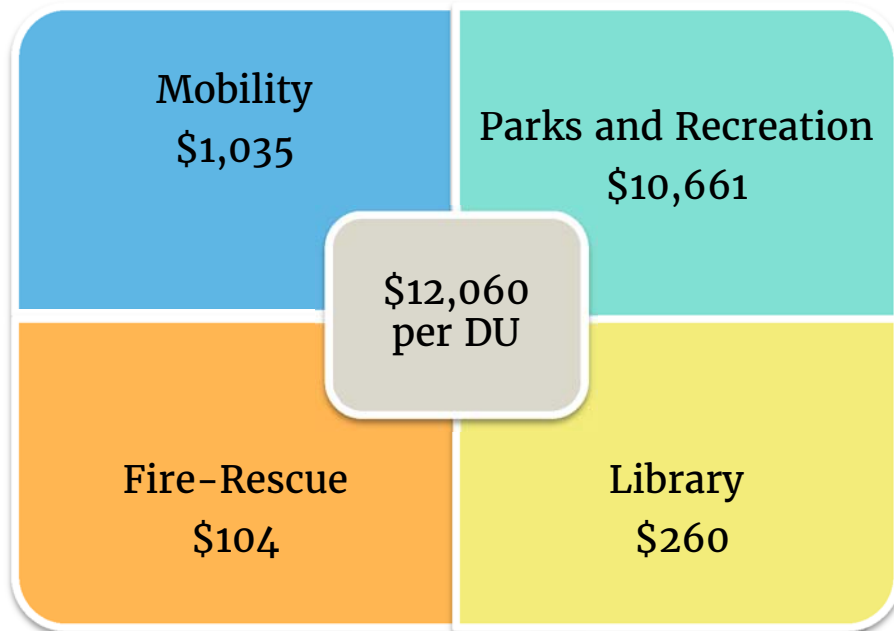 Mobility
$1,035
Parks and Recreation
$10,661
$12,060
per DU
Fire-Rescue
$104
Library
$260